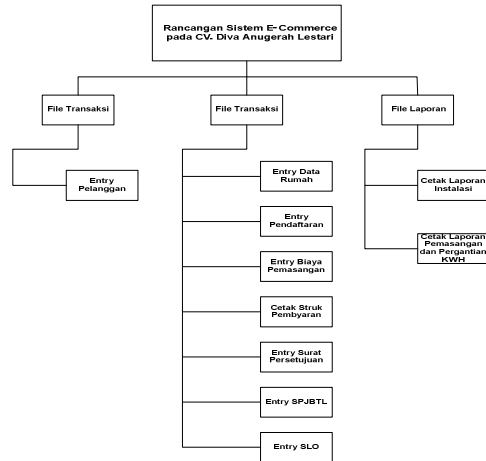 Rancangan Sistem E-Commerce
pada CV. Diva Anugerah Lestari
File Transaksi
File Transaksi
File Laporan
Entry
Pelanggan
Entry Data
Rumah
Entry
Pendaftaran
Entry Biaya
Pemasangan
Cetak Struk
Pembyaran
Entry Surat
Persetujuan
Entry SPJBTL
Entry SLO
Cetak Laporan
Instalasi
Cetak Laporan
Pemasangan
dan Pergantian
KWH